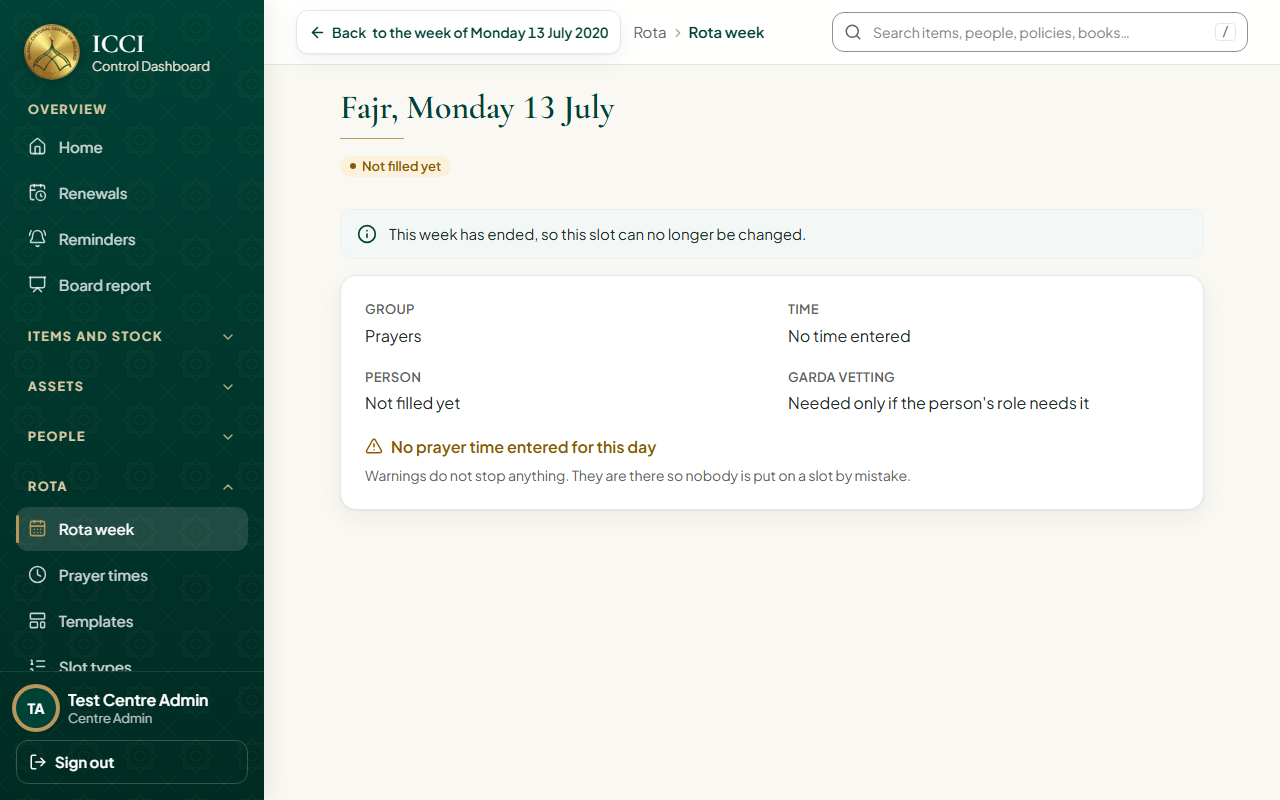 ICCI
Control Dashboard
OVERVIEW
Home
Renewals
Reminders
Board report
ITEMS AND STOCK
ASSETS
PEOPLE
ROTA
Rota week
Prayer times
Templates
Slot types
TA
Test Centre Admin
Centre Admin
Sign out
Back to the week of Monday 13 July 2020
Rota > Rota week
Search items, people, policies, books… /
Fajr, Monday 13 July
Not filled yet
This week has ended, so this slot can no longer be changed.
GROUP
Prayers
TIME
No time entered
PERSON
Not filled yet
GARDA VETTING
Needed only if the person's role needs it
No prayer time entered for this day
Warnings do not stop anything. They are there so nobody is put on a slot by mistake.